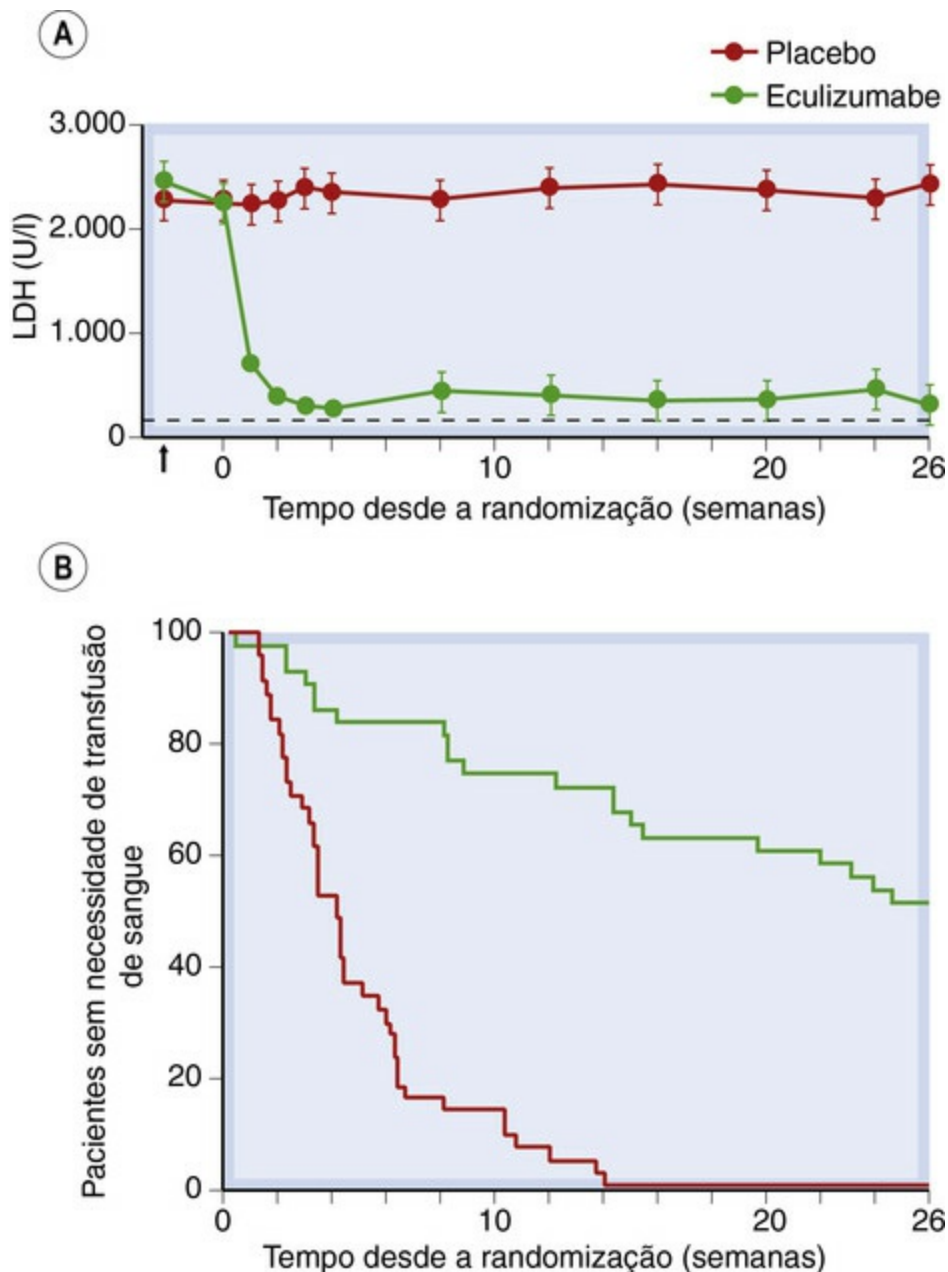 A
Placebo
Eculizumabe
3.000
2.000
1.000
0
LDH (U/l)
0 10 20 26
Tempo desde a randomização (semanas)
B
100
80
60
40
20
0
Pacientes sem necessidade de transfusão
de sangue
0 10 20 26
Tempo desde a randomização (semanas)